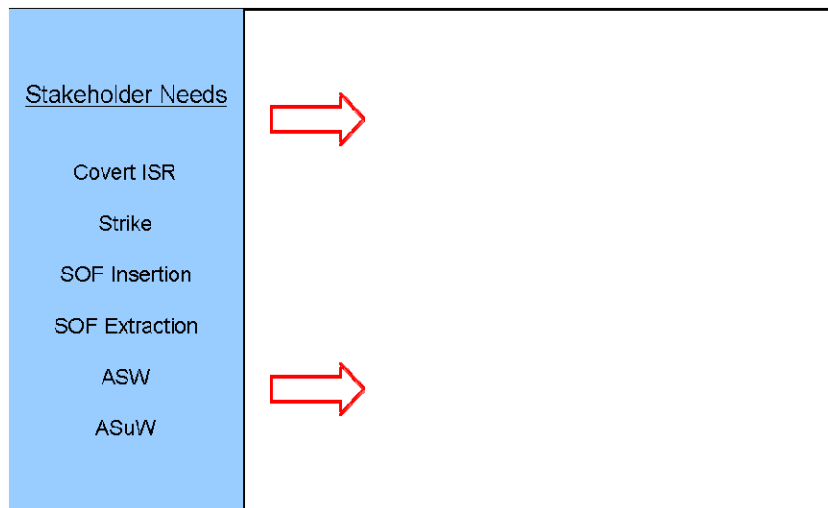 Stakeholder Needs
Covert ISR
Strike
SOF Insertion
SOF Extraction
ASW
ASuW